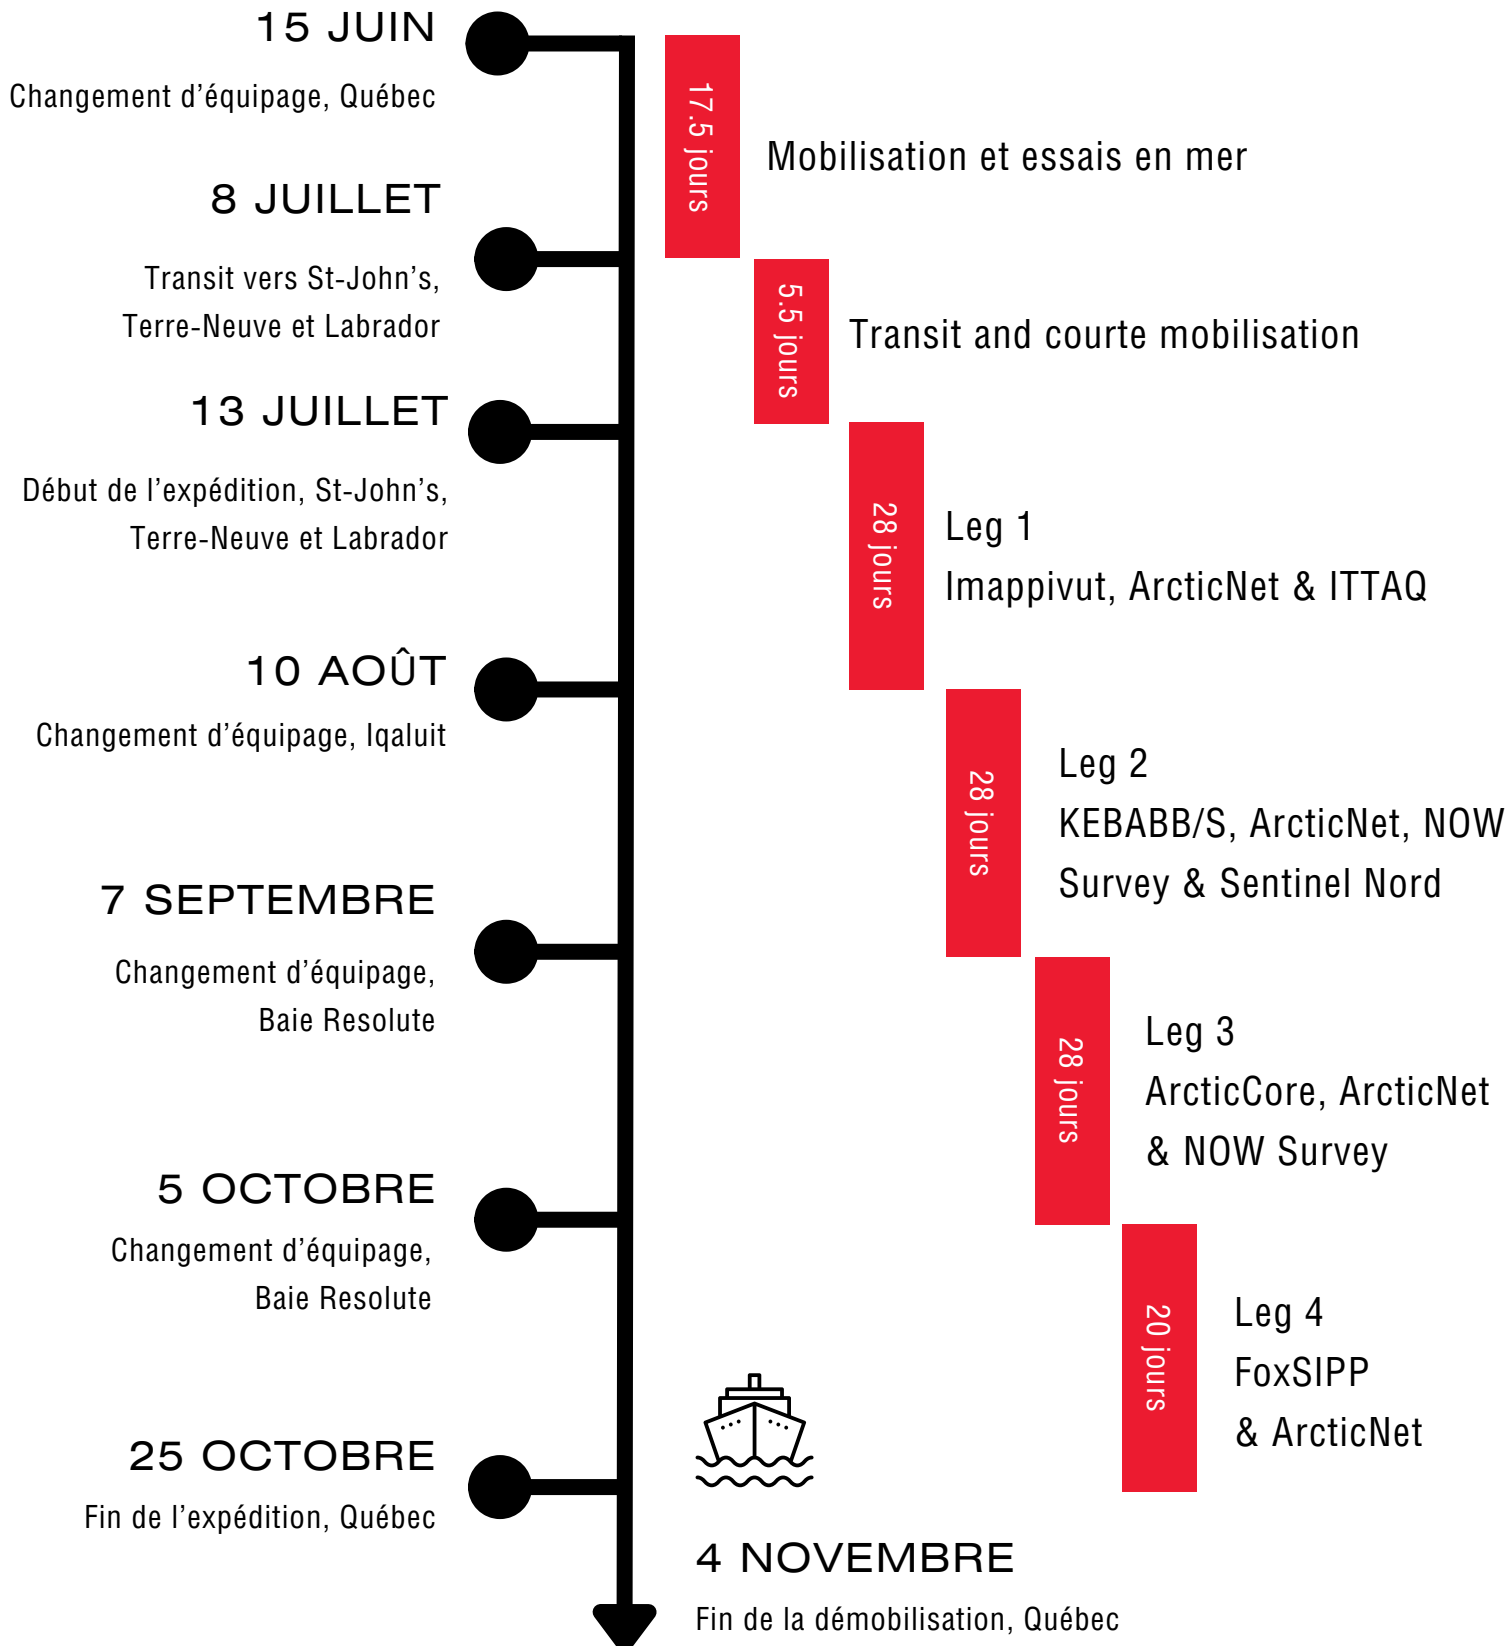 15 JUIN
Changement d'équipage, Québec
17.5 jours
Mobilisation et essais en mer
8 JUILLET
Transit vers St-John's,
Terre-Neuve et Labrador
5.5 jours
Transit and courte mobilisation
13 JUILLET
Début de l'expédition, St-John's,
Terre-Neuve et Labrador
28 jours
Leg 1
Imappivut, ArcticNet & ITTAQ
10 AOÛT
Changement d'équipage, Iqaluit
28 jours
Leg 2
KEBABB/S, ArcticNet, NOW
Survey & Sentinel Nord
7 SEPTEMBRE
Changement d'équipage,
Baie Resolute
28 jours
Leg 3
ArcticCore, ArcticNet
& NOW Survey
5 OCTOBRE
Changement d'équipage,
Baie Resolute
20 jours
Leg 4
FoxSIPP
& ArcticNet
25 OCTOBRE
Fin de l'expédition, Québec
4 NOVEMBRE
Fin de la démobilisation, Québec